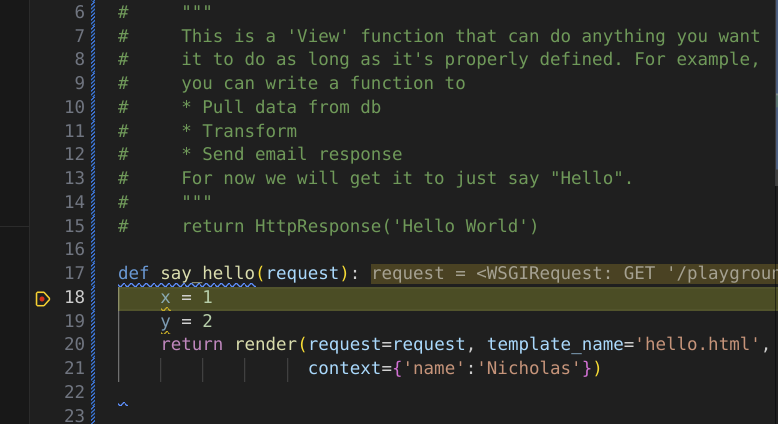 6 #     """
7 #     This is a 'View' function that can do anything you want
8 #     it to do as long as it's properly defined. For example,
9 #     you can write a function to
10 #     * Pull data from db
11 #     * Transform
12 #     * Send email response
13 #     For now we will get it to just say "Hello".
14 #     """
15 #     return HttpResponse('Hello World')
16
17 def say_hello(request): request = <WSGIRequest: GET '/playgroun
18     x = 1
19     y = 2
20     return render(request=request, template_name='hello.html',
21                   context={'name':'Nicholas'})
22
23